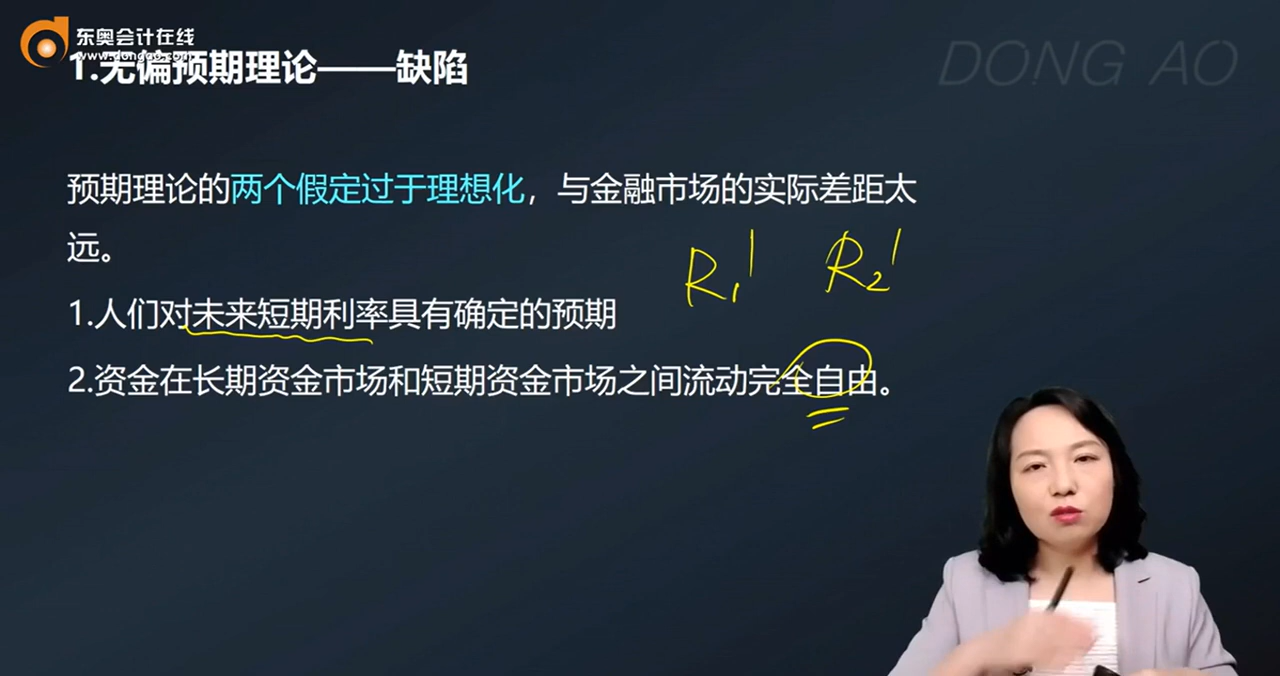 东奥会计在线
www.dongao.com
DONG AO
1.无偏预期理论——缺陷
预期理论的两个假定过于理想化，与金融市场的实际差距太
远。
R₁' R₂'
1.人们对未来短期利率具有确定的预期
2.资金在长期资金市场和短期资金市场之间流动完全自由。